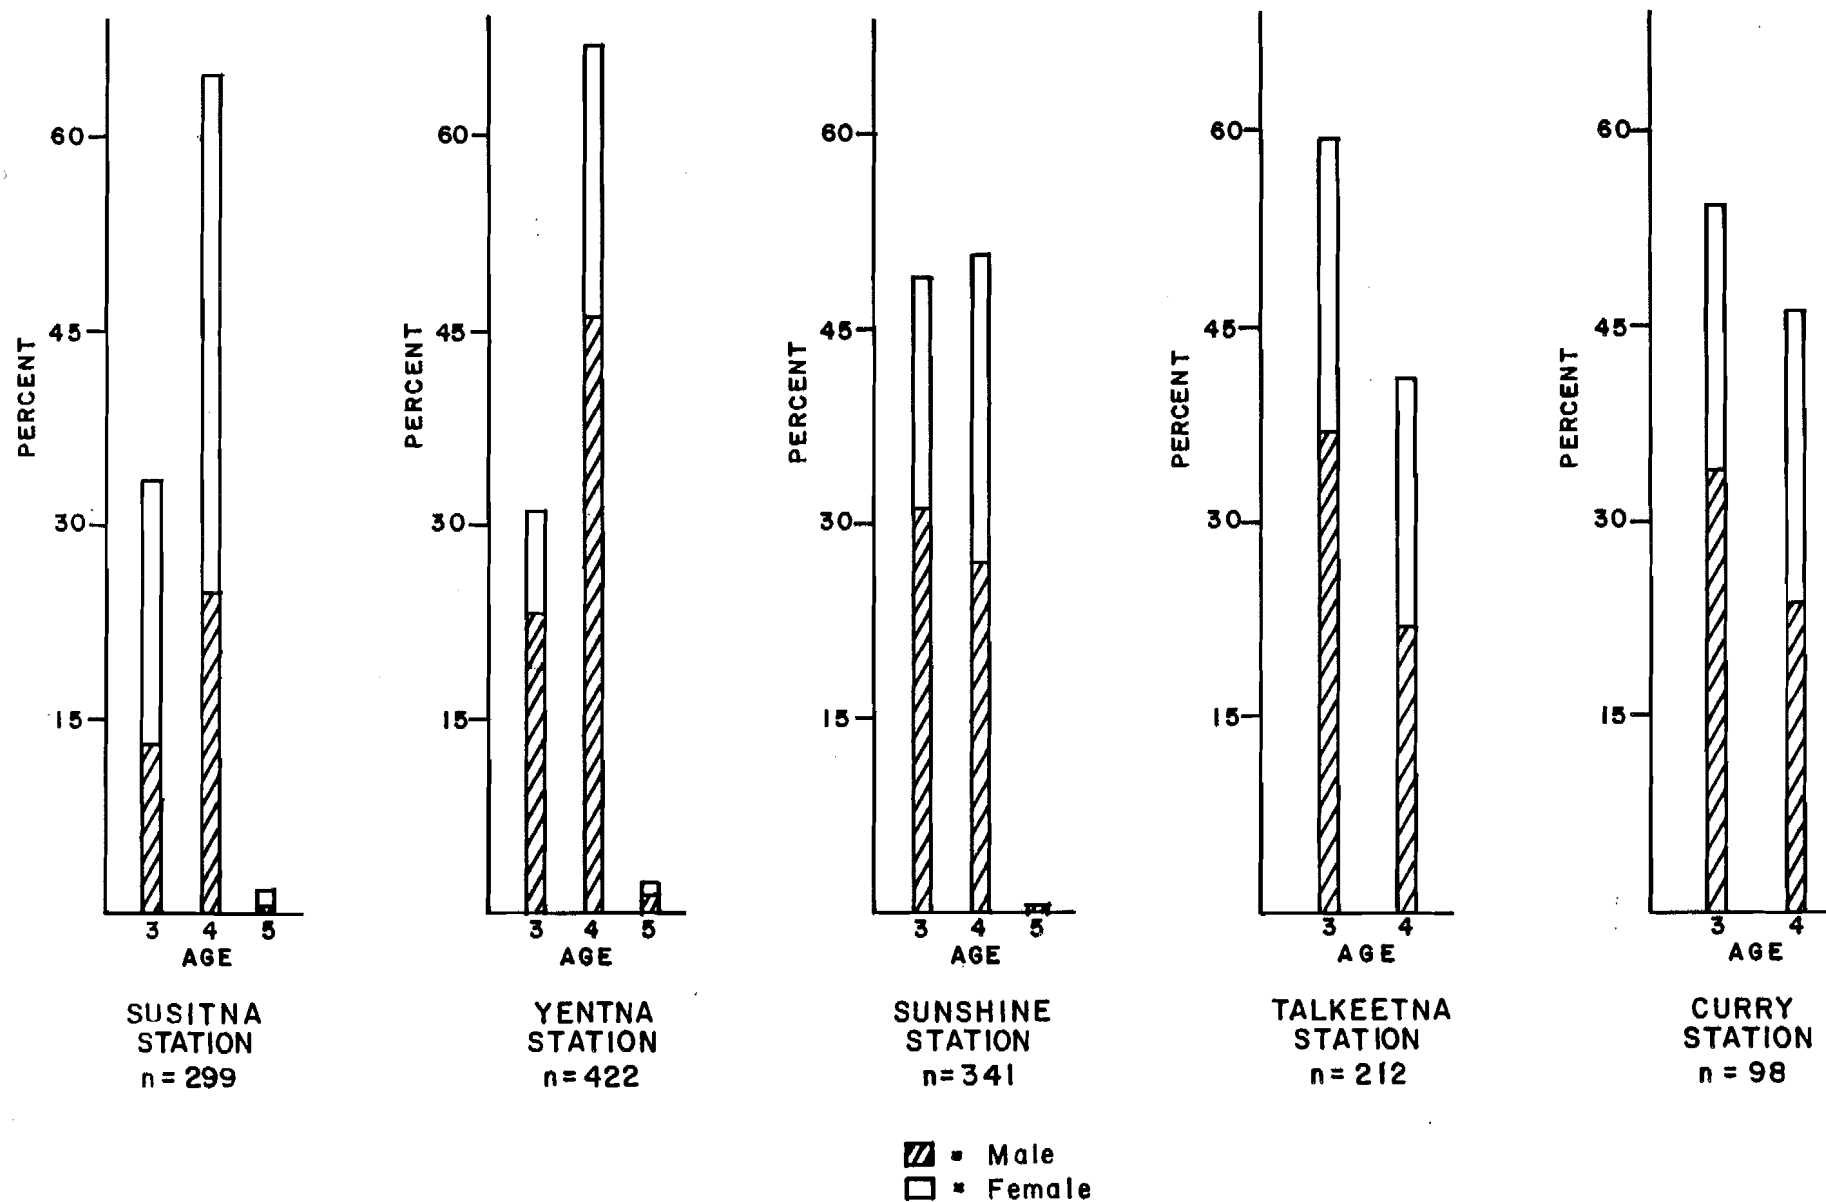 60
45
30
15
PERCENT
3 4 5
AGE
SUSITNA
STATION
n = 299
60
45
30
15
PERCENT
3 4 5
AGE
YENTNA
STATION
n = 422
60
45
30
15
PERCENT
3 4 5
AGE
SUNSHINE
STATION
n = 341
60
45
30
15
PERCENT
3 4
AGE
TALKEETNA
STATION
n = 212
60
45
30
15
PERCENT
3 4
AGE
CURRY
STATION
n = 98
= Male
= Female